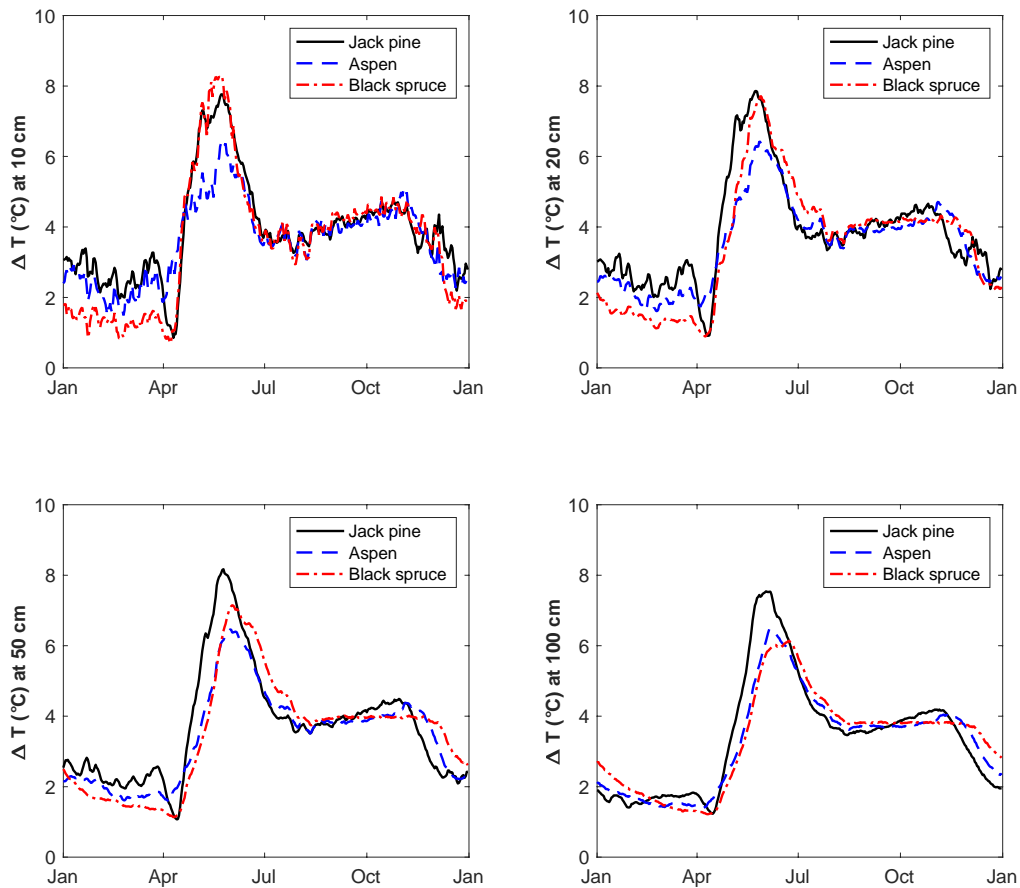 Δ T (°C) at 10 cm
10
8
6
4
2
0
Jan Apr Jul Oct Jan
Jack pine
Aspen
Black spruce
Δ T (°C) at 20 cm
10
8
6
4
2
0
Jan Apr Jul Oct Jan
Jack pine
Aspen
Black spruce
Δ T (°C) at 50 cm
10
8
6
4
2
0
Jan Apr Jul Oct Jan
Jack pine
Aspen
Black spruce
Δ T (°C) at 100 cm
10
8
6
4
2
0
Jan Apr Jul Oct Jan
Jack pine
Aspen
Black spruce